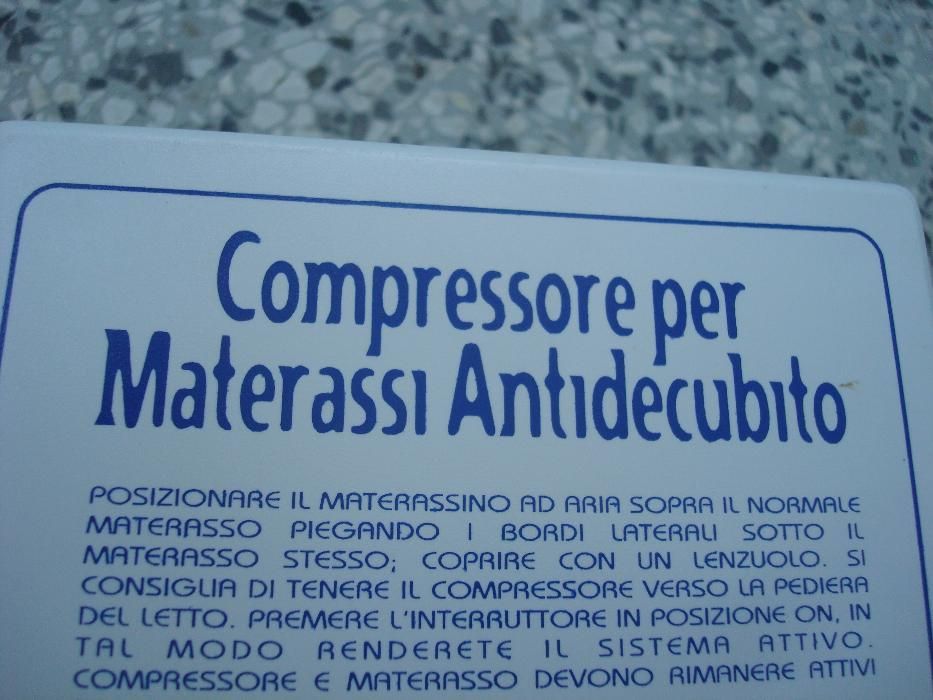 Compressore per
Materassi Antidecubito
POSIZIONARE IL MATERASSINO AD ARIA SOPRA IL NORMALE
MATERASSO PIEGANDO I BORDI LATERALI SOTTO IL
MATERASSO STESSO; COPRIRE CON UN LENZUOLO. SI
CONSIGLIA DI TENERE IL COMPRESSORE VERSO LA PEDIERA
DEL LETTO. PREMERE L'INTERRUTTORE IN POSIZIONE ON, IN
TAL MODO RENDERETE IL SISTEMA ATTIVO.
COMPRESSORE E MATERASSO DEVONO RIMANERE ATTIVI